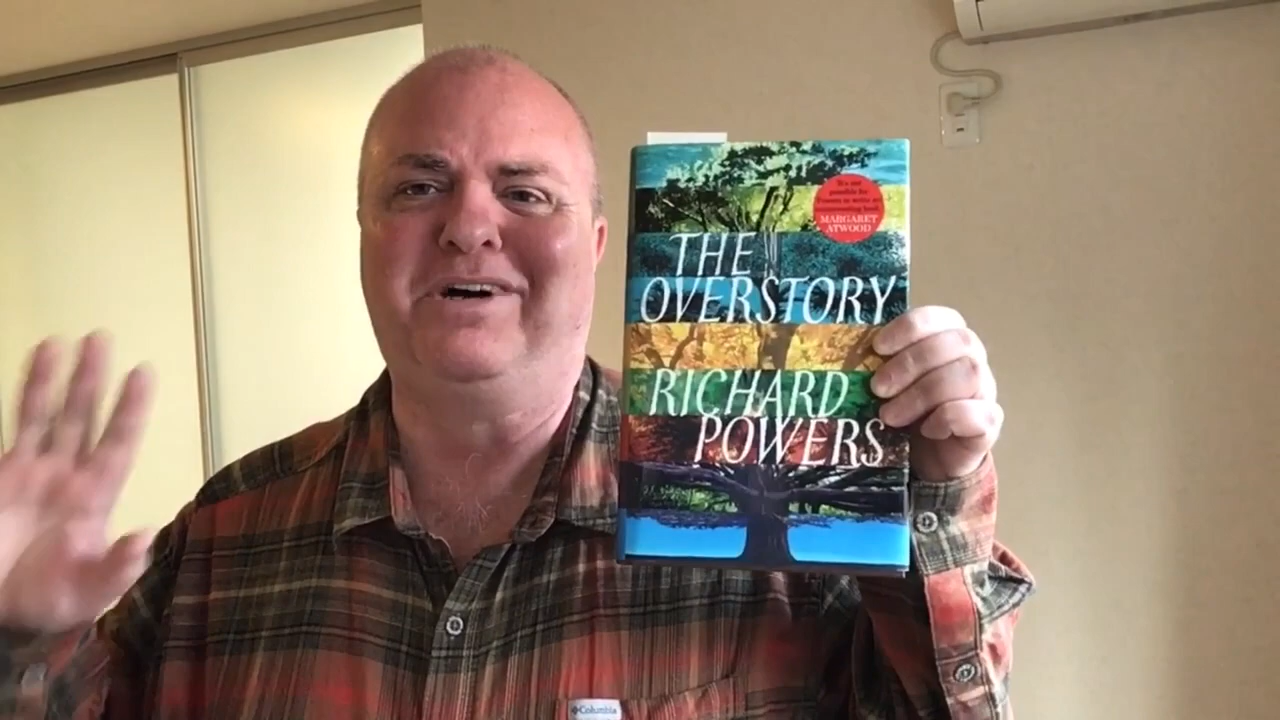 It's not
possible for
Powers to write an
uninteresting book
MARGARET
ATWOOD
THE
OVERSTORY
RICHARD
POWERS
Columbia